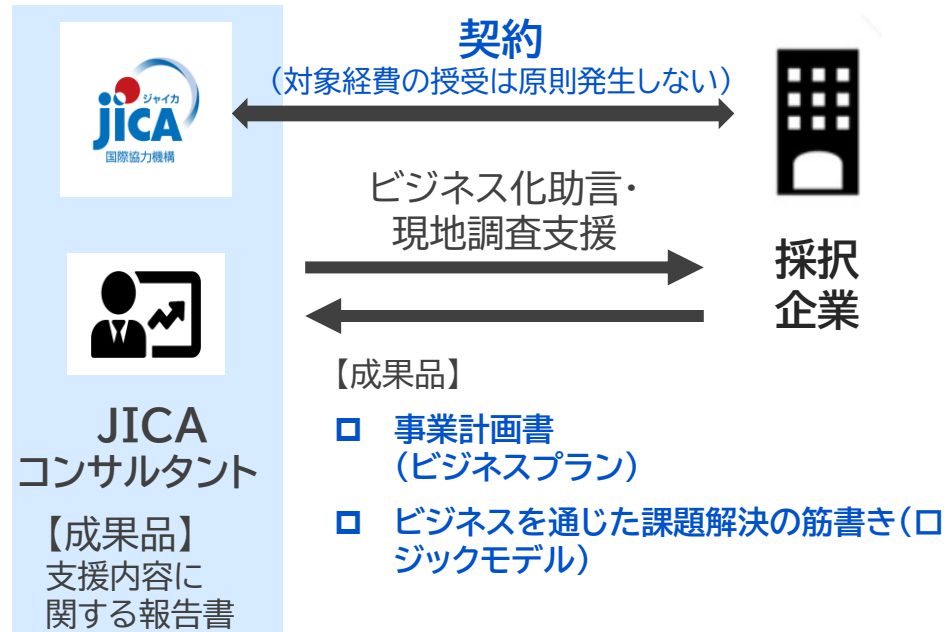 契約
（対象経費の授受は原則発生しない）
ジャイカ
JICA
国際協力機構
ビジネス化助言・
現地調査支援
採択
企業
JICA
コンサルタント
【成果品】
支援内容に
関する報告書
【成果品】
事業計画書
（ビジネスプラン）
ビジネスを通じた課題解決の筋書き（ロ
ジックモデル）